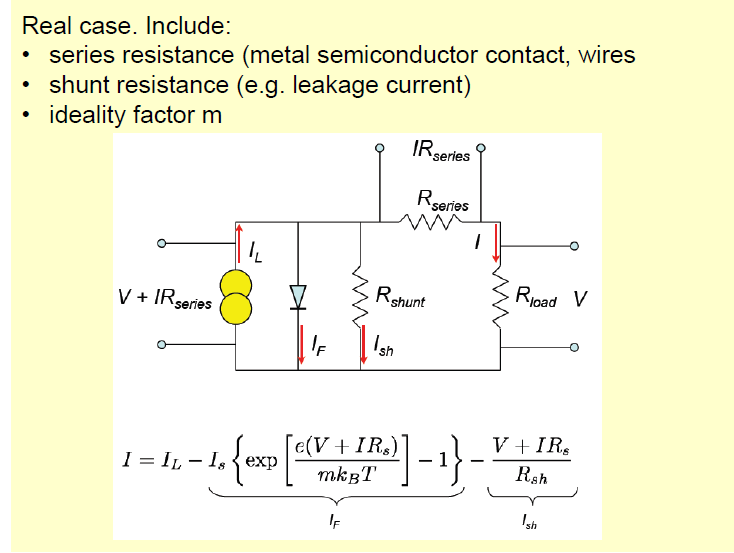 Real case. Include:
• series resistance (metal semiconductor contact, wires
• shunt resistance (e.g. leakage current)
• ideality factor m
IR_series
R_series
I
I_L
V + IR_series
R_shunt
R_load V
I_F
I_sh
I = I_L − I_s { exp [ e(V + IR_s) / mk_BT ] − 1 } − (V + IR_s) / R_sh
I_F
I_sh